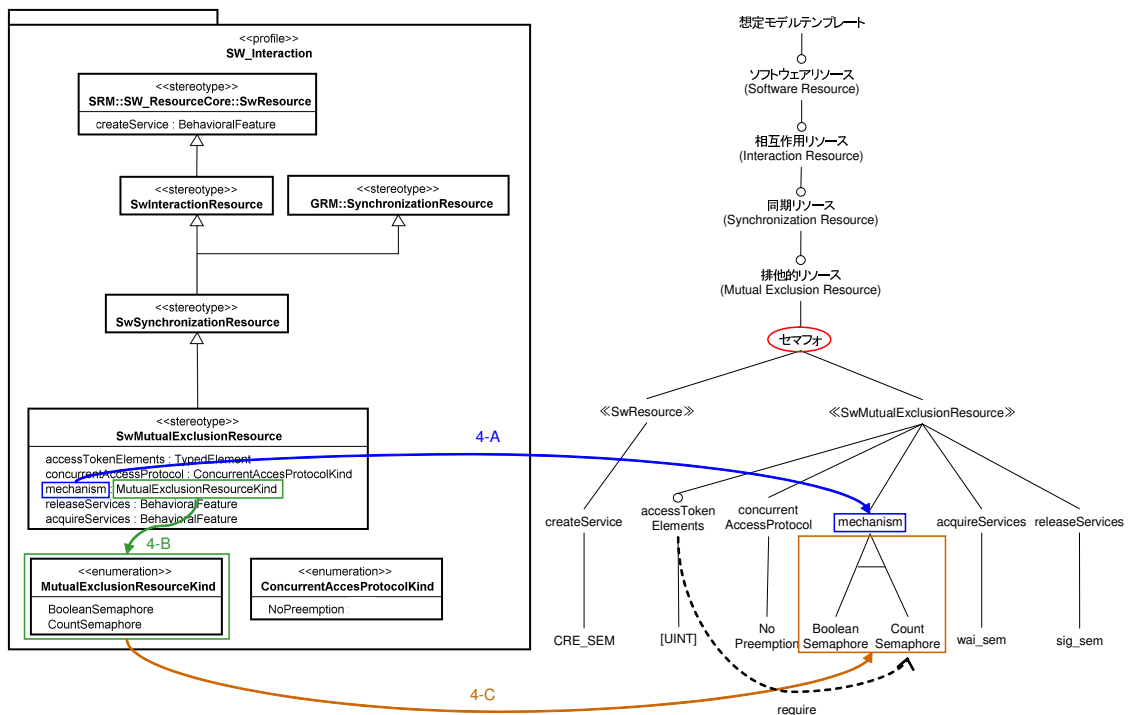 <<profile>>
SW_Interaction
<<stereotype>>
SRM::SW_ResourceCore::SwResource
createService : BehavioralFeature
<<stereotype>>
SwInteractionResource
<<stereotype>>
GRM::SynchronizationResource
<<stereotype>>
SwSynchronizationResource
<<stereotype>>
SwMutualExclusionResource
accessTokenElements : TypedElement
concurrentAccessProtocol : ConcurrentAccesProtocolKind
mechanism : MutualExclusionResourceKind
releaseServices : BehavioralFeature
acquireServices : BehavioralFeature
4-A
4-B
<<enumeration>>
MutualExclusionResourceKind
BooleanSemaphore
CountSemaphore
<<enumeration>>
ConcurrentAccesProtocolKind
NoPreemption
4-C
想定モデルテンプレート
ソフトウェアリソース
(Software Resource)
相互作用リソース
(Interaction Resource)
同期リソース
(Synchronization Resource)
排他的リソース
(Mutual Exclusion Resource)
セマフォ
≪SwResource≫
≪SwMutualExclusionResource≫
createService
accessToken
Elements
concurrent
AccessProtocol
mechanism
acquireServices
releaseServices
CRE_SEM
[UINT]
No
Preemption
Boolean
Semaphore
Count
Semaphore
wai_sem
sig_sem
require